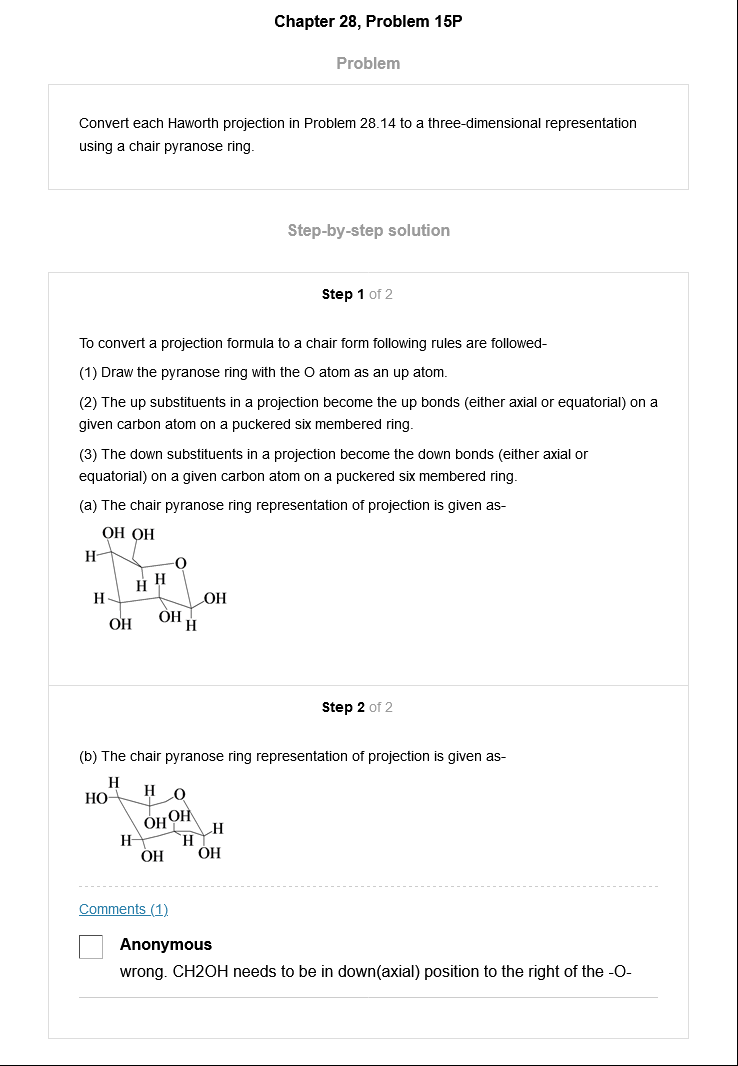 Chapter 28, Problem 15P
Problem
Convert each Haworth projection in Problem 28.14 to a three-dimensional representation
using a chair pyranose ring.
Step-by-step solution
Step 1 of 2
To convert a projection formula to a chair form following rules are followed-
(1) Draw the pyranose ring with the O atom as an up atom.
(2) The up substituents in a projection become the up bonds (either axial or equatorial) on a
given carbon atom on a puckered six membered ring.
(3) The down substituents in a projection become the down bonds (either axial or
equatorial) on a given carbon atom on a puckered six membered ring.
(a) The chair pyranose ring representation of projection is given as-
OH OH
H
O
H H
H OH
OH OH H
Step 2 of 2
(b) The chair pyranose ring representation of projection is given as-
H
HO H O
OH OH
H H H
OH OH
Comments (1)
Anonymous
wrong. CH2OH needs to be in down(axial) position to the right of the -O-